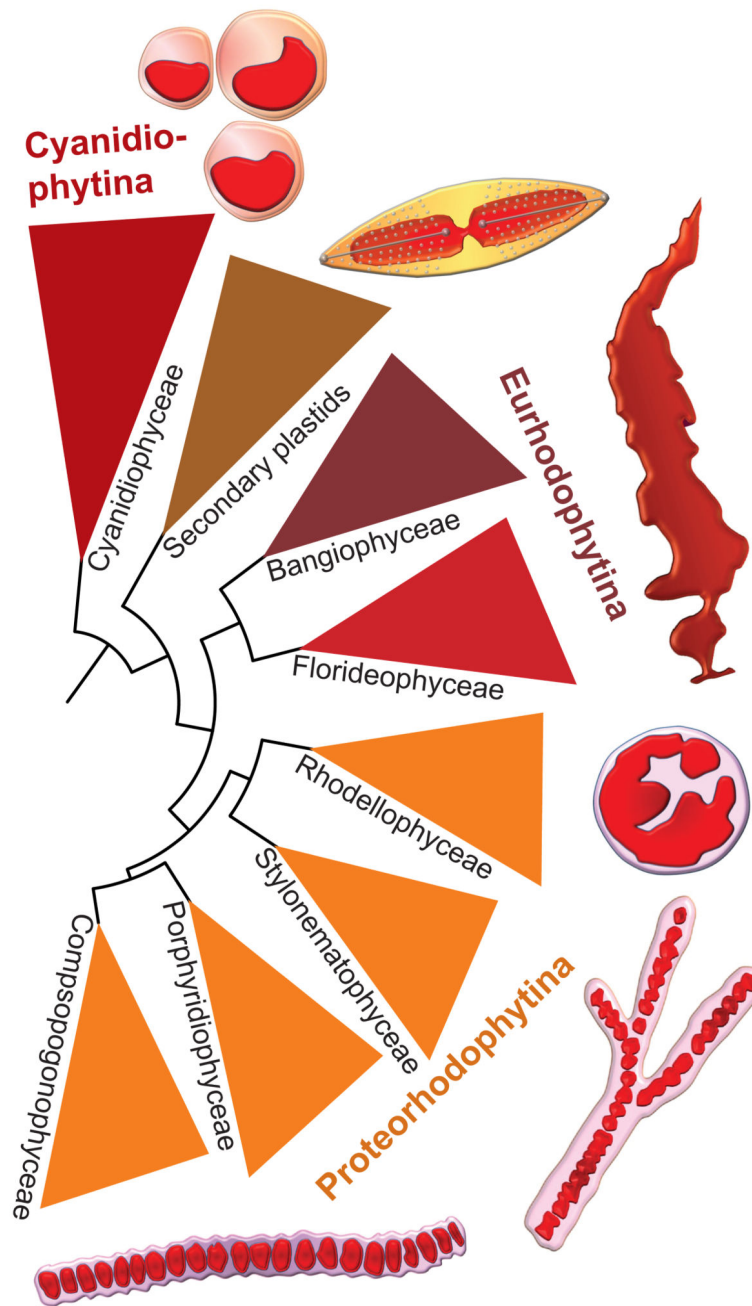 Cyanidio-
phytina
Cyanidiophyceae
Secondary plastids
Bangiophyceae
Eurhodophytina
Florideophyceae
Rhodellophyceae
Stylonematophyceae
Porphyridiophyceae
Compsopogonophyceae
Proteorhodophytina